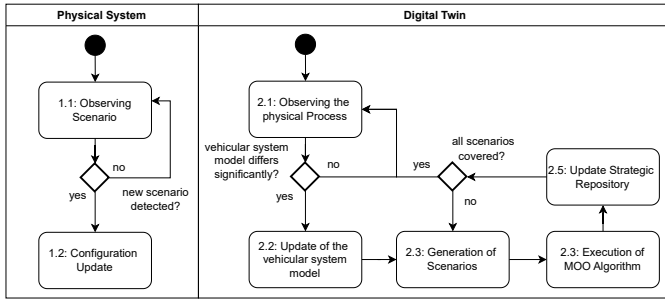 Physical System
Digital Twin
1.1: Observing
Scenario
no
yes
new scenario
detected?
1.2: Configuration
Update
2.1: Observing the
physical Process
vehicular system
model differs
significantly?
no
yes
yes
all scenarios
covered?
no
2.5: Update Strategic
Repository
2.2: Update of the
vehicular system
model
2.3: Generation of
Scenarios
2.3: Execution of
MOO Algorithm